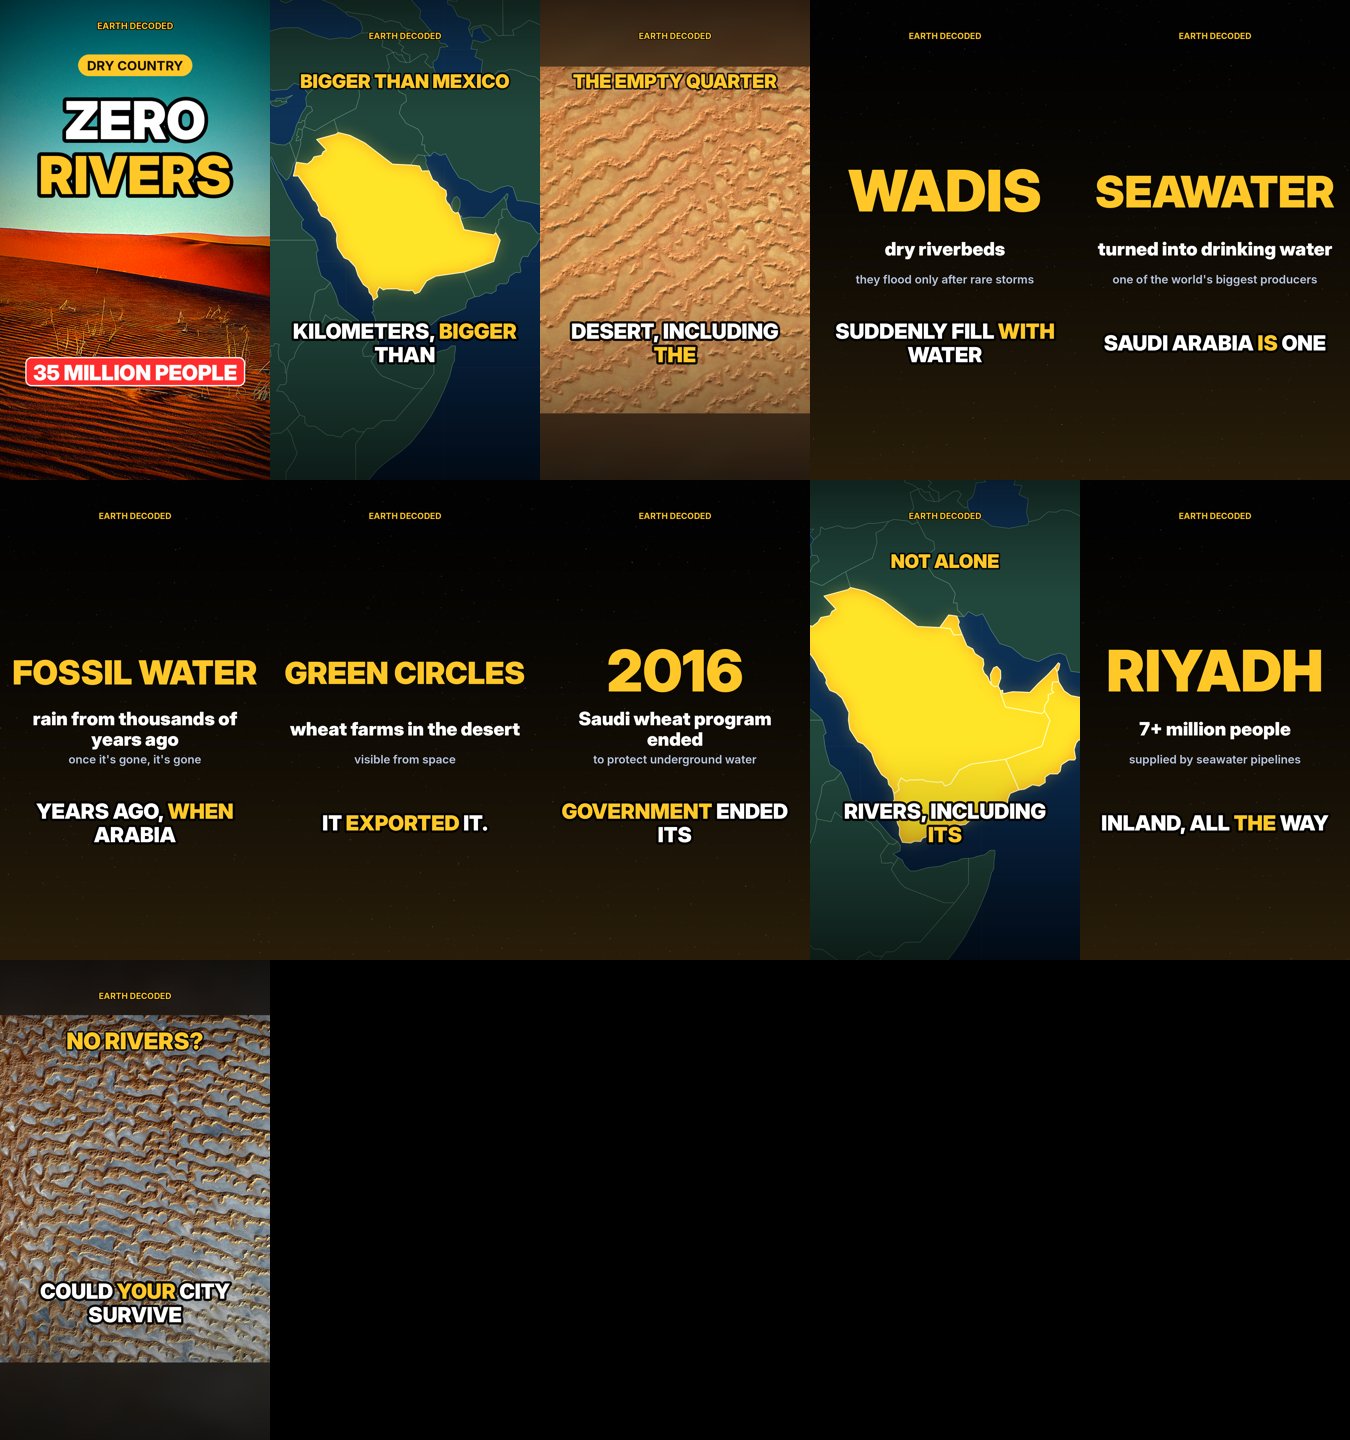 EARTH DECODED
DRY COUNTRY
ZERO
RIVERS
35 MILLION PEOPLE
EARTH DECODED
BIGGER THAN MEXICO
KILOMETERS, BIGGER
THAN
EARTH DECODED
THE EMPTY QUARTER
DESERT, INCLUDING
THE
EARTH DECODED
WADIS
dry riverbeds
they flood only after rare storms
SUDDENLY FILL WITH
WATER
EARTH DECODED
SEAWATER
turned into drinking water
one of the world's biggest producers
SAUDI ARABIA IS ONE
EARTH DECODED
FOSSIL WATER
rain from thousands of
years ago
once it's gone, it's gone
YEARS AGO, WHEN
ARABIA
EARTH DECODED
GREEN CIRCLES
wheat farms in the desert
visible from space
IT EXPORTED IT.
EARTH DECODED
2016
Saudi wheat program
ended
to protect underground water
GOVERNMENT ENDED
ITS
EARTH DECODED
NOT ALONE
RIVERS, INCLUDING
ITS
EARTH DECODED
RIYADH
7+ million people
supplied by seawater pipelines
INLAND, ALL THE WAY
EARTH DECODED
NO RIVERS?
COULD YOUR CITY
SURVIVE